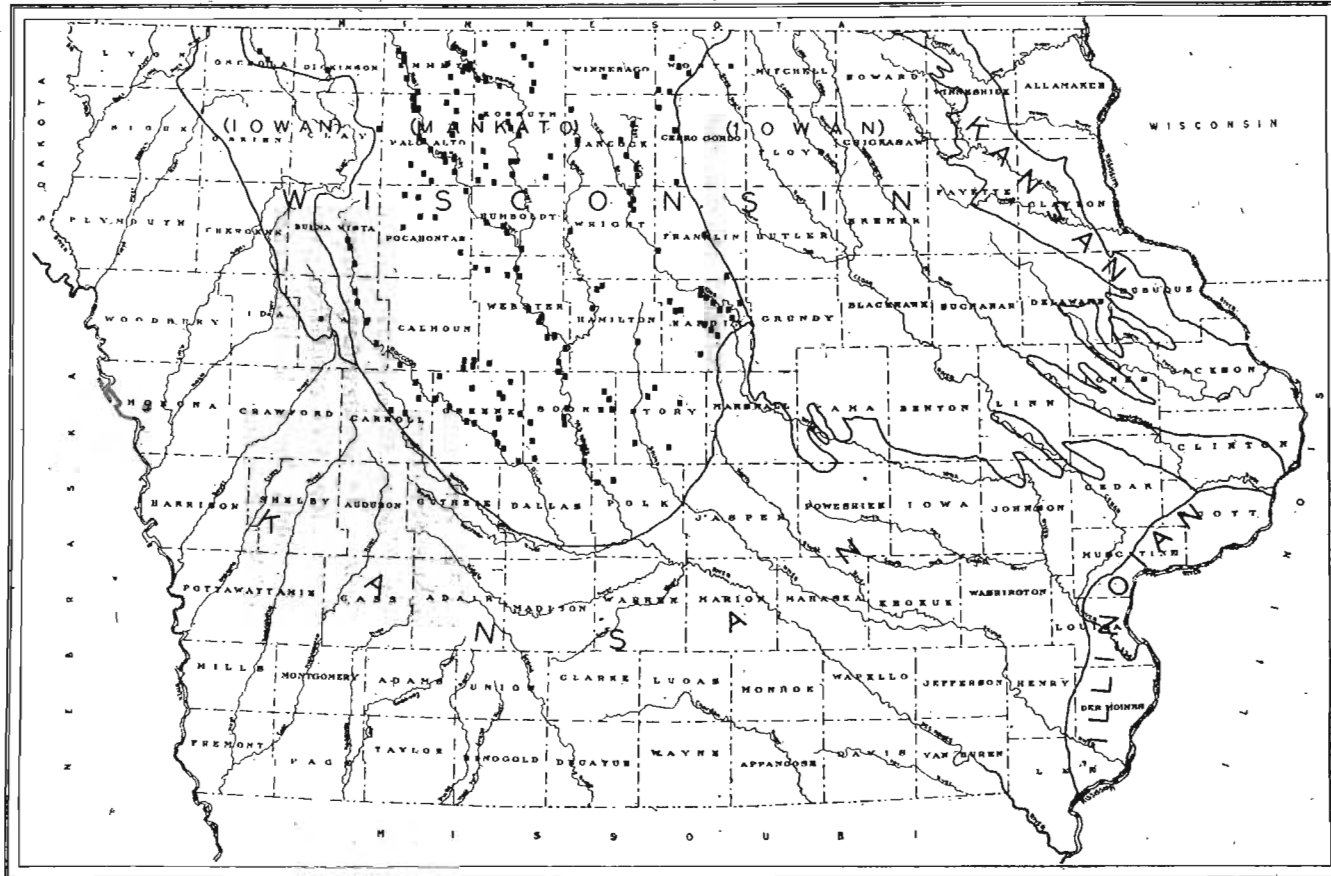 MINNESOTA
LYON OSCEOLA DICKINSON EMMET WINNEBAGO WORTH MITCHELL HOWARD WINNESHIEK ALLAMAKEE
WISCONSIN
SIOUX O'BRIEN CLAY PALO ALTO KOSSUTH HANCOCK CERRO GORDO FLOYD CHICKASAW
(IOWAN) (MANKATO) (IOWAN)
KANSAN
S. DAKOTA
WISCONSIN
PLYMOUTH CHEROKEE BUENA VISTA POCAHONTAS HUMBOLDT WRIGHT FRANKLIN BUTLER BREMER FAYETTE CLAYTON
WOODBURY IDA CALHOUN WEBSTER HAMILTON HARDIN GRUNDY BLACKHAWK BUCHANAN DELAWARE DUBUQUE
MONONA CRAWFORD CARROLL GREENE BOONE STORY MARSHALL TAMA BENTON LINN JONES JACKSON
CLINTON
HARRISON SHELBY AUDUBON GUTHRIE DALLAS POLK JASPER POWESHIEK IOWA JOHNSON CEDAR SCOTT
MUSCATINE
POTTAWATTAMIE CASS ADAIR MADISON WARREN MARION MAHASKA KEOKUK WASHINGTON LOUISA
KANSAN
ILLINOIAN
ILLINOIS
NEBRASKA
MILLS MONTGOMERY ADAMS UNION CLARKE LUCAS MONROE WAPELLO JEFFERSON HENRY DES MOINES
FREMONT PAGE TAYLOR RINGGOLD DECATUR WAYNE APPANOOSE DAVIS VAN BUREN LEE
MISSOURI